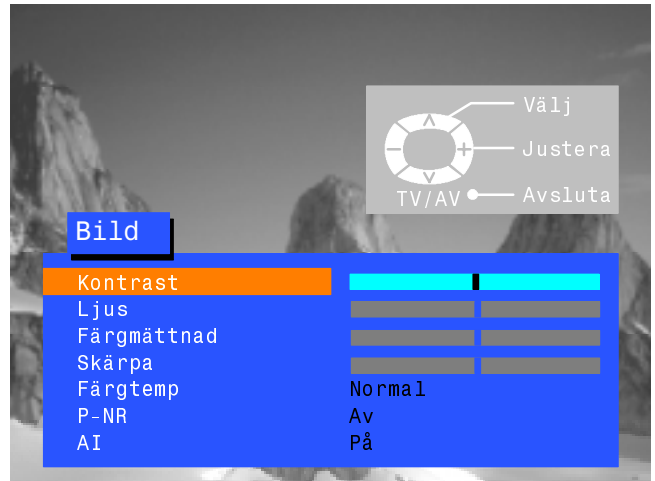 Välj
Justera
TV/AV Avsluta
Bild
Kontrast
Ljus
Färgmättnad
Skärpa
Färgtemp Normal
P-NR Av
AI På